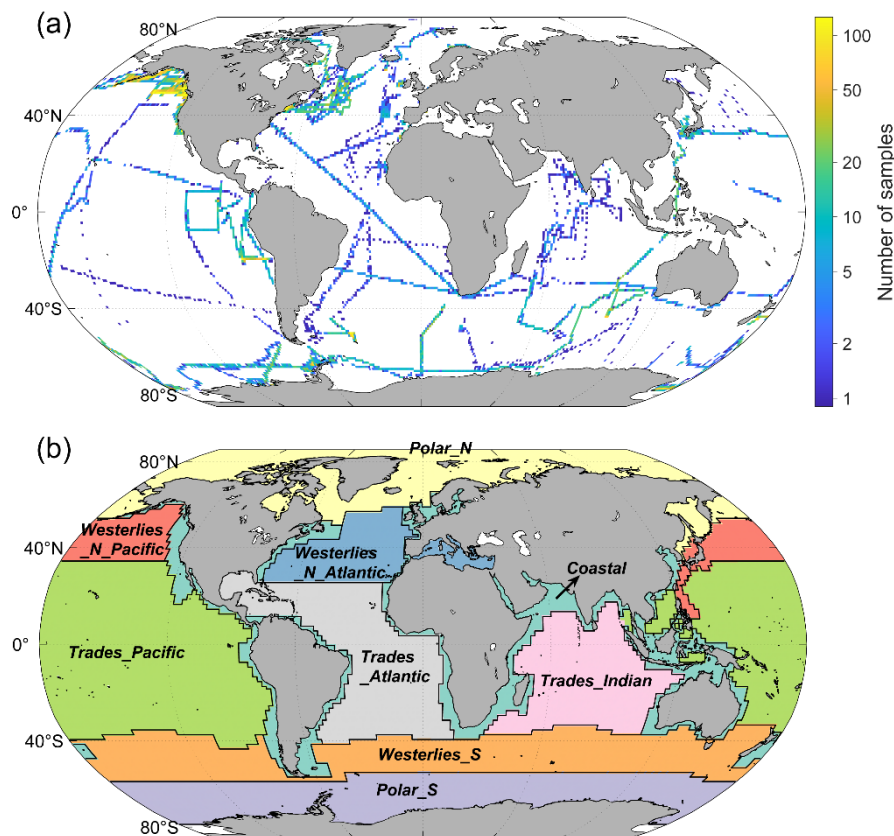 (a)
80°N
40°N
0°
40°S
80°S
100
50
20
10
5
2
1
Number of samples
(b)
Polar_N
80°N
Westerlies
_N_Pacific
40°N
Westerlies
_N_Atlantic
Coastal
Trades_Pacific
0°
Trades
_Atlantic
Trades_Indian
40°S
Westerlies_S
Polar_S
80°S